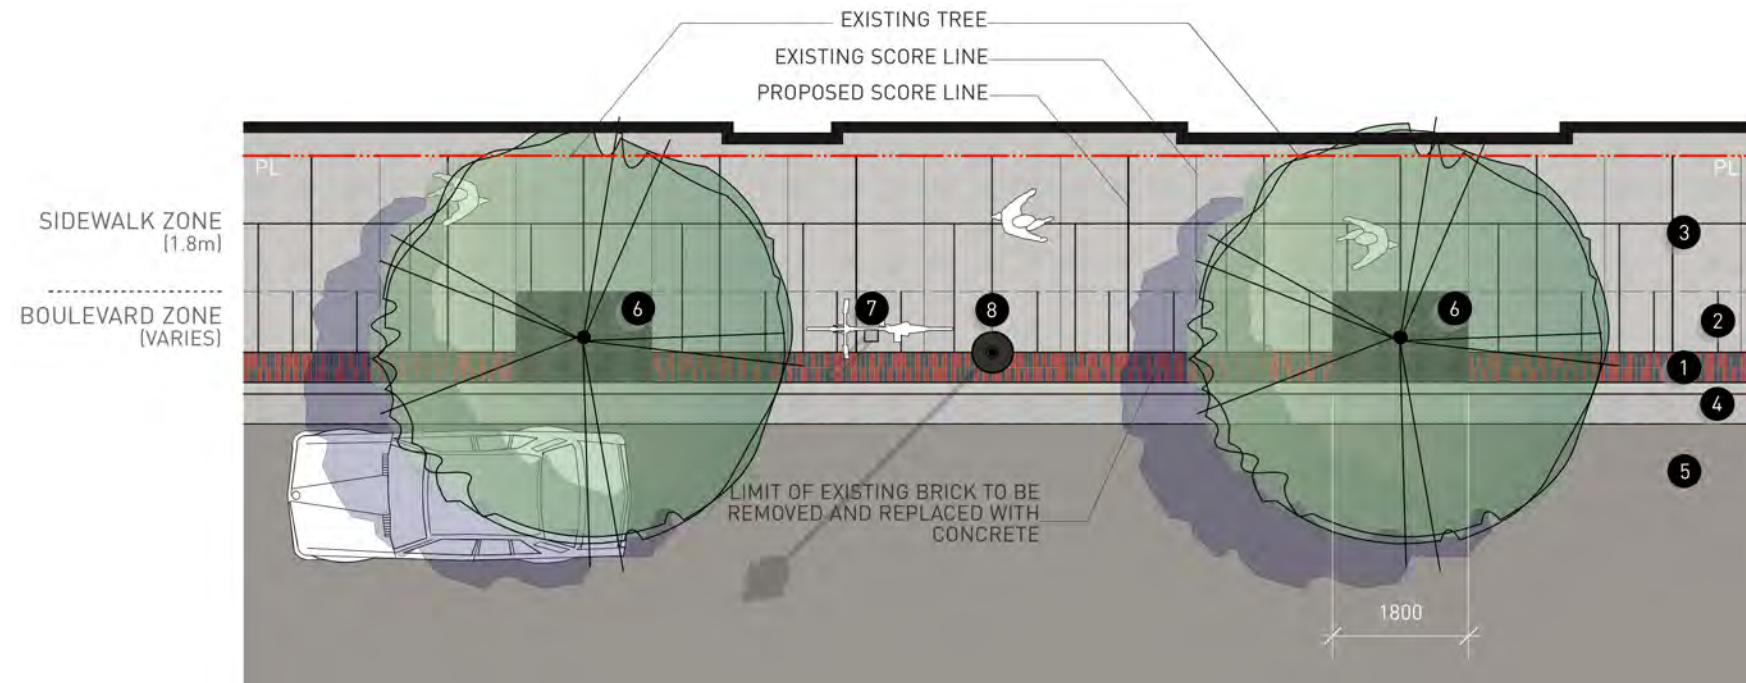 EXISTING TREE
EXISTING SCORE LINE
PROPOSED SCORE LINE
PL
PL
SIDEWALK ZONE
(1.8m)
3
BOULEVARD ZONE
(VARIES)
6
7
8
6
2
1
4
5
LIMIT OF EXISTING BRICK TO BE
REMOVED AND REPLACED WITH
CONCRETE
1800